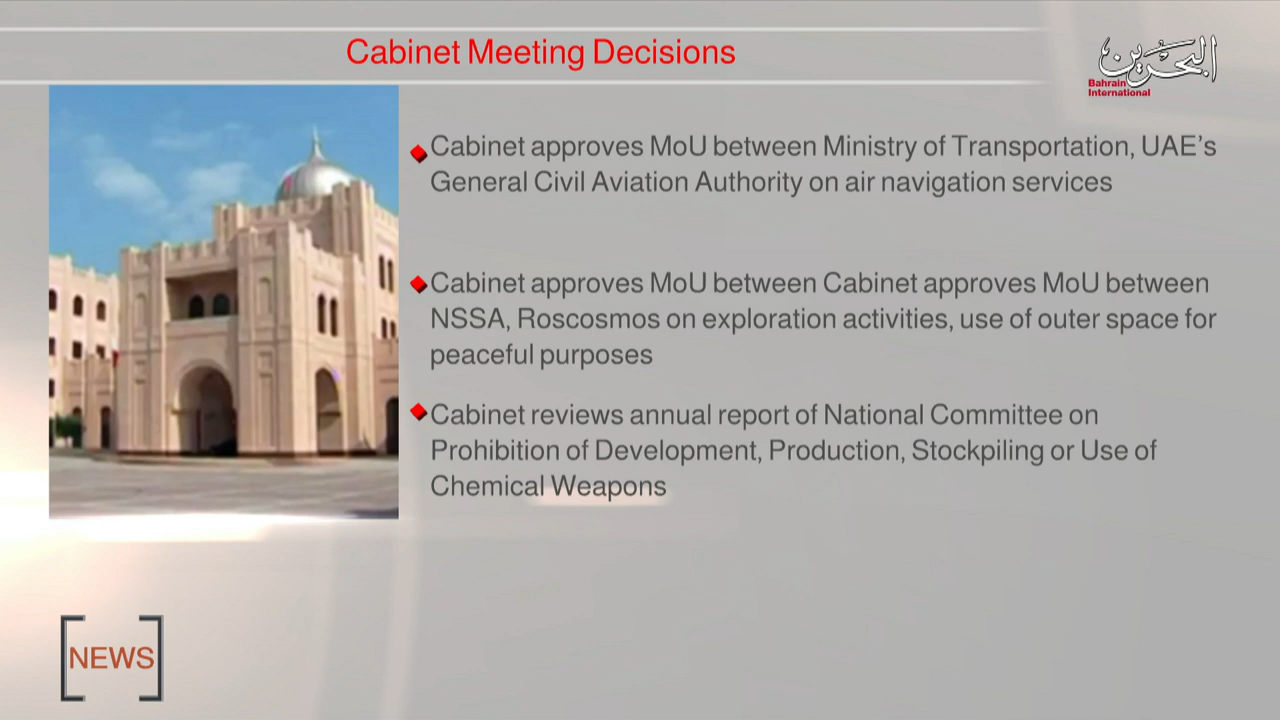 Cabinet Meeting Decisions
البحرين
Bahrain
International
Cabinet approves MoU between Ministry of Transportation, UAE’s
General Civil Aviation Authority on air navigation services
Cabinet approves MoU between Cabinet approves MoU between
NSSA, Roscosmos on exploration activities, use of outer space for
peaceful purposes
Cabinet reviews annual report of National Committee on
Prohibition of Development, Production, Stockpiling or Use of
Chemical Weapons
NEWS